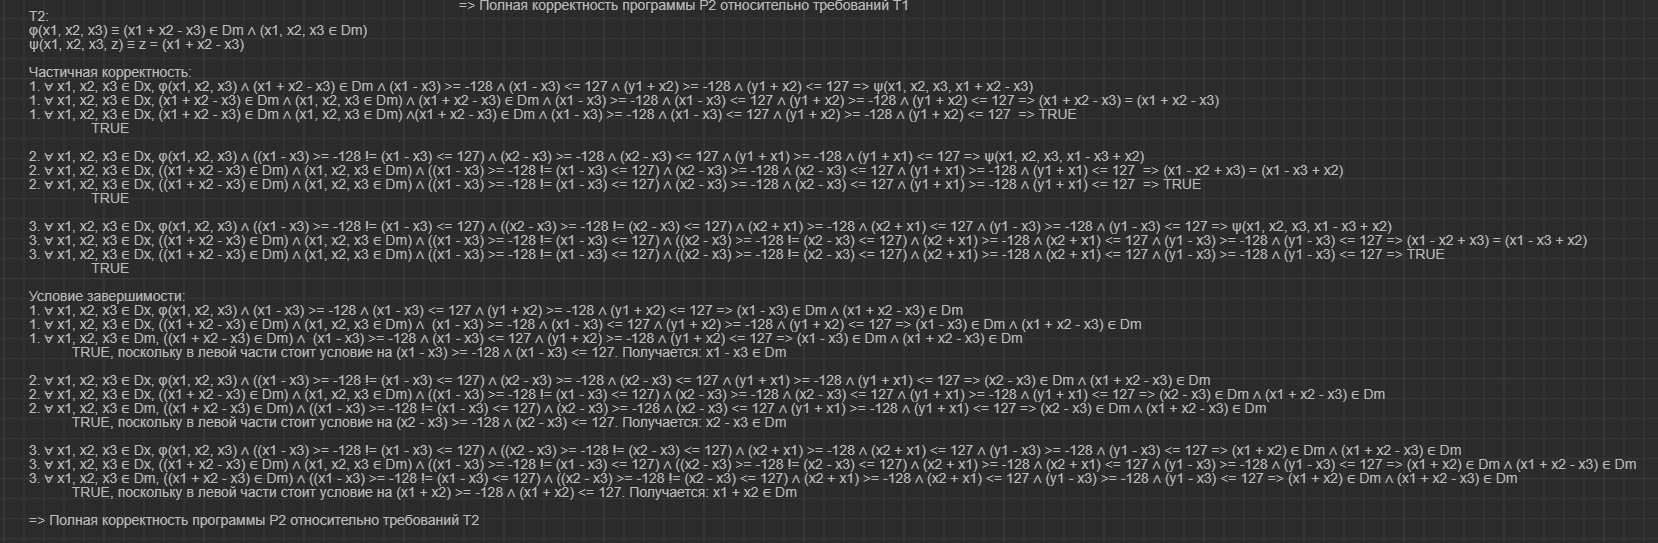 => Полная корректность программы P2 относительно требований T1
T2:
φ(x1, x2, x3) ≡ (x1 + x2 - x3) ∈ Dm ∧ (x1, x2, x3 ∈ Dm)
ψ(x1, x2, x3, z) ≡ z = (x1 + x2 - x3)
Частичная корректность:
1. ∀ x1, x2, x3 ∈ Dx, φ(x1, x2, x3) ∧ (x1 + x2 - x3) ∈ Dm ∧ (x1 - x3) >= -128 ∧ (x1 - x3) <= 127 ∧ (y1 + x2) >= -128 ∧ (y1 + x2) <= 127 => ψ(x1, x2, x3, x1 + x2 - x3)
1. ∀ x1, x2, x3 ∈ Dx, (x1 + x2 - x3) ∈ Dm ∧ (x1, x2, x3 ∈ Dm) ∧ (x1 + x2 - x3) ∈ Dm ∧ (x1 - x3) >= -128 ∧ (x1 - x3) <= 127 ∧ (y1 + x2) >= -128 ∧ (y1 + x2) <= 127 => (x1 + x2 - x3) = (x1 + x2 - x3)
1. ∀ x1, x2, x3 ∈ Dx, (x1 + x2 - x3) ∈ Dm ∧ (x1, x2, x3 ∈ Dm) ∧(x1 + x2 - x3) ∈ Dm ∧ (x1 - x3) >= -128 ∧ (x1 - x3) <= 127 ∧ (y1 + x2) >= -128 ∧ (y1 + x2) <= 127 => TRUE
TRUE
2. ∀ x1, x2, x3 ∈ Dx, φ(x1, x2, x3) ∧ ((x1 - x3) >= -128 != (x1 - x3) <= 127) ∧ (x2 - x3) >= -128 ∧ (x2 - x3) <= 127 ∧ (y1 + x1) >= -128 ∧ (y1 + x1) <= 127 => ψ(x1, x2, x3, x1 - x3 + x2)
2. ∀ x1, x2, x3 ∈ Dx, ((x1 + x2 - x3) ∈ Dm) ∧ (x1, x2, x3 ∈ Dm) ∧ ((x1 - x3) >= -128 != (x1 - x3) <= 127) ∧ (x2 - x3) >= -128 ∧ (x2 - x3) <= 127 ∧ (y1 + x1) >= -128 ∧ (y1 + x1) <= 127 => (x1 - x2 + x3) = (x1 - x3 + x2)
2. ∀ x1, x2, x3 ∈ Dx, ((x1 + x2 - x3) ∈ Dm) ∧ (x1, x2, x3 ∈ Dm) ∧ ((x1 - x3) >= -128 != (x1 - x3) <= 127) ∧ (x2 - x3) >= -128 ∧ (x2 - x3) <= 127 ∧ (y1 + x1) >= -128 ∧ (y1 + x1) <= 127 => TRUE
TRUE
3. ∀ x1, x2, x3 ∈ Dx, φ(x1, x2, x3) ∧ ((x1 - x3) >= -128 != (x1 - x3) <= 127) ∧ ((x2 - x3) >= -128 != (x2 - x3) <= 127) ∧ (x2 + x1) >= -128 ∧ (x2 + x1) <= 127 ∧ (y1 - x3) >= -128 ∧ (y1 - x3) <= 127 => ψ(x1, x2, x3, x1 - x3 + x2)
3. ∀ x1, x2, x3 ∈ Dx, ((x1 + x2 - x3) ∈ Dm) ∧ (x1, x2, x3 ∈ Dm) ∧ ((x1 - x3) >= -128 != (x1 - x3) <= 127) ∧ ((x2 - x3) >= -128 != (x2 - x3) <= 127) ∧ (x2 + x1) >= -128 ∧ (x2 + x1) <= 127 ∧ (y1 - x3) >= -128 ∧ (y1 - x3) <= 127 => (x1 - x2 + x3) = (x1 - x3 + x2)
3. ∀ x1, x2, x3 ∈ Dx, ((x1 + x2 - x3) ∈ Dm) ∧ (x1, x2, x3 ∈ Dm) ∧ ((x1 - x3) >= -128 != (x1 - x3) <= 127) ∧ ((x2 - x3) >= -128 != (x2 - x3) <= 127) ∧ (x2 + x1) >= -128 ∧ (x2 + x1) <= 127 ∧ (y1 - x3) >= -128 ∧ (y1 - x3) <= 127 => TRUE
TRUE
Условие завершимости:
1. ∀ x1, x2, x3 ∈ Dx, φ(x1, x2, x3) ∧ (x1 - x3) >= -128 ∧ (x1 - x3) <= 127 ∧ (y1 + x2) >= -128 ∧ (y1 + x2) <= 127 => (x1 - x3) ∈ Dm ∧ (x1 + x2 - x3) ∈ Dm
1. ∀ x1, x2, x3 ∈ Dx, ((x1 + x2 - x3) ∈ Dm) ∧ (x1, x2, x3 ∈ Dm) ∧ (x1 - x3) >= -128 ∧ (x1 - x3) <= 127 ∧ (y1 + x2) >= -128 ∧ (y1 + x2) <= 127 => (x1 - x3) ∈ Dm ∧ (x1 + x2 - x3) ∈ Dm
1. ∀ x1, x2, x3 ∈ Dm, ((x1 + x2 - x3) ∈ Dm) ∧ (x1 - x3) >= -128 ∧ (x1 - x3) <= 127 ∧ (y1 + x2) >= -128 ∧ (y1 + x2) <= 127 => (x1 - x3) ∈ Dm ∧ (x1 + x2 - x3) ∈ Dm
TRUE, поскольку в левой части стоит условие на (x1 - x3) >= -128 ∧ (x1 - x3) <= 127. Получается: x1 - x3 ∈ Dm
2. ∀ x1, x2, x3 ∈ Dx, φ(x1, x2, x3) ∧ ((x1 - x3) >= -128 != (x1 - x3) <= 127) ∧ (x2 - x3) >= -128 ∧ (x2 - x3) <= 127 ∧ (y1 + x1) >= -128 ∧ (y1 + x1) <= 127 => (x2 - x3) ∈ Dm ∧ (x1 + x2 - x3) ∈ Dm
2. ∀ x1, x2, x3 ∈ Dx, ((x1 + x2 - x3) ∈ Dm) ∧ (x1, x2, x3 ∈ Dm) ∧ ((x1 - x3) >= -128 != (x1 - x3) <= 127) ∧ (x2 - x3) >= -128 ∧ (x2 - x3) <= 127 ∧ (y1 + x1) >= -128 ∧ (y1 + x1) <= 127 => (x2 - x3) ∈ Dm ∧ (x1 + x2 - x3) ∈ Dm
2. ∀ x1, x2, x3 ∈ Dm, ((x1 + x2 - x3) ∈ Dm) ∧ ((x1 - x3) >= -128 != (x1 - x3) <= 127) ∧ (x2 - x3) >= -128 ∧ (x2 - x3) <= 127 ∧ (y1 + x1) >= -128 ∧ (y1 + x1) <= 127 => (x2 - x3) ∈ Dm ∧ (x1 + x2 - x3) ∈ Dm
TRUE, поскольку в левой части стоит условие на (x2 - x3) >= -128 ∧ (x2 - x3) <= 127. Получается: x2 - x3 ∈ Dm
3. ∀ x1, x2, x3 ∈ Dx, φ(x1, x2, x3) ∧ ((x1 - x3) >= -128 != (x1 - x3) <= 127) ∧ ((x2 - x3) >= -128 != (x2 - x3) <= 127) ∧ (x2 + x1) >= -128 ∧ (x2 + x1) <= 127 ∧ (y1 - x3) >= -128 ∧ (y1 - x3) <= 127 => (x1 + x2) ∈ Dm ∧ (x1 + x2 - x3) ∈ Dm
3. ∀ x1, x2, x3 ∈ Dx, ((x1 + x2 - x3) ∈ Dm) ∧ (x1, x2, x3 ∈ Dm) ∧ ((x1 - x3) >= -128 != (x1 - x3) <= 127) ∧ ((x2 - x3) >= -128 != (x2 - x3) <= 127) ∧ (x2 + x1) >= -128 ∧ (x2 + x1) <= 127 ∧ (y1 - x3) >= -128 ∧ (y1 - x3) <= 127 => (x1 + x2) ∈ Dm ∧ (x1 + x2 - x3) ∈ Dm
3. ∀ x1, x2, x3 ∈ Dm, ((x1 + x2 - x3) ∈ Dm) ∧ ((x1 - x3) >= -128 != (x1 - x3) <= 127) ∧ ((x2 - x3) >= -128 != (x2 - x3) <= 127) ∧ (x2 + x1) >= -128 ∧ (x2 + x1) <= 127 ∧ (y1 - x3) >= -128 ∧ (y1 - x3) <= 127 => (x1 + x2) ∈ Dm ∧ (x1 + x2 - x3) ∈ Dm
TRUE, поскольку в левой части стоит условие на (x1 + x2) >= -128 ∧ (x1 + x2) <= 127. Получается: x1 + x2 ∈ Dm
=> Полная корректность программы P2 относительно требований T2